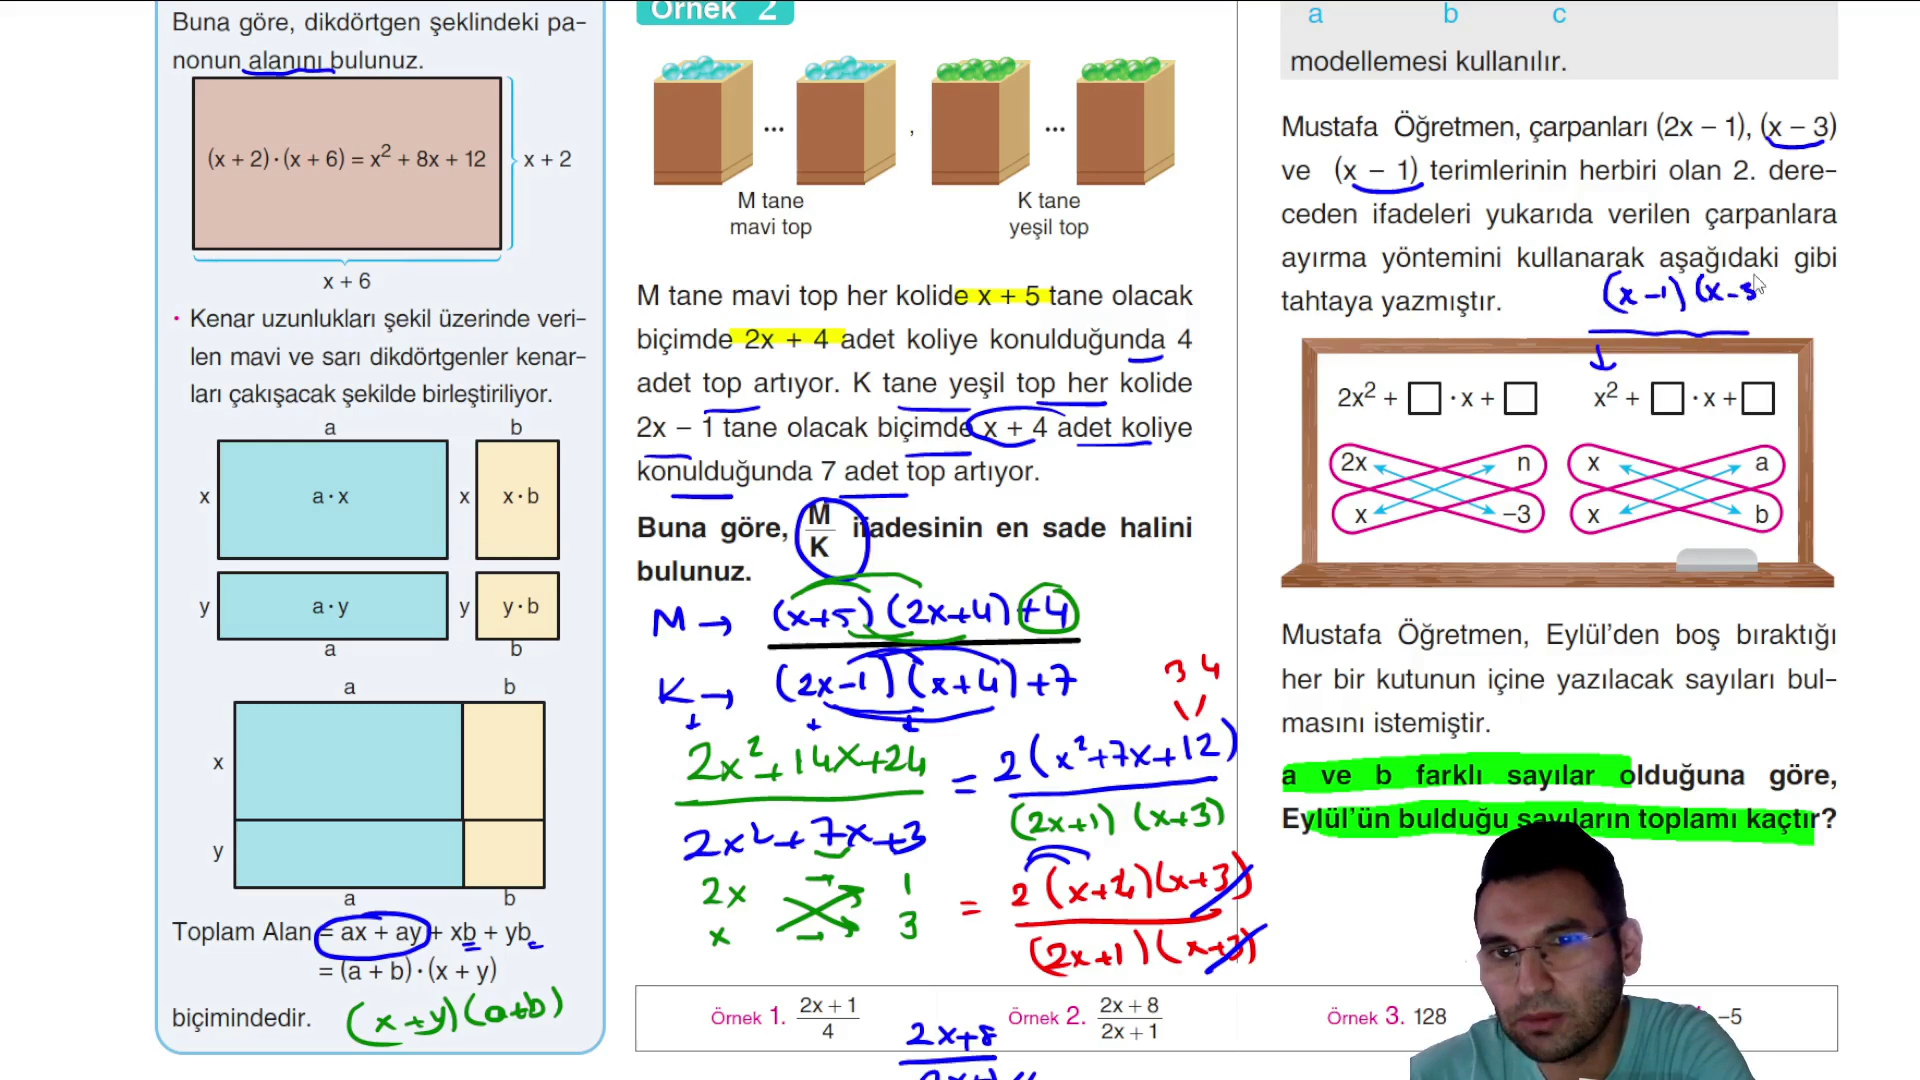 Buna göre, dikdörtgen şeklindeki pa-
nonun alanını bulunuz.
(x + 2) · (x + 6) = x² + 8x + 12
x + 2
x + 6
• Kenar uzunlukları şekil üzerinde veri-
len mavi ve sarı dikdörtgenler kenar-
ları çakışacak şekilde birleştiriliyor.
a b
x a · x x x · b
y a · y y y · b
a b
a b
x
y
a b
Toplam Alan = ax + ay + xb + yb
= (a + b) · (x + y)
biçimindedir. (x+y)(a+b)
Örnek 2
... , ...
M tane
mavi top
K tane
yeşil top
M tane mavi top her kolide x + 5 tane olacak
biçimde 2x + 4 adet koliye konulduğunda 4
adet top artıyor. K tane yeşil top her kolide
2x − 1 tane olacak biçimde x + 4 adet koliye
konulduğunda 7 adet top artıyor.
Buna göre, M/K ifadesinin en sade halini
bulunuz.
M → (x+5)(2x+4)+4
K → (2x-1)(x+4)+7
3 4
2x²+14x+24 = 2(x²+7x+12)
2x²+7x+3 (2x+1)(x+3)
2x 1
x 3
= 2(x+4)(x+3)
(2x+1)(x+3)
a b c
modellemesi kullanılır.
Mustafa Öğretmen, çarpanları (2x − 1), (x − 3)
ve (x − 1) terimlerinin herbiri olan 2. dere-
ceden ifadeleri yukarıda verilen çarpanlara
ayırma yöntemini kullanarak aşağıdaki gibi
tahtaya yazmıştır. (x-1)(x-3
2x² + □ · x + □ x² + □ · x + □
2x n x a
x −3 x b
Mustafa Öğretmen, Eylül’den boş bıraktığı
her bir kutunun içine yazılacak sayıları bul-
masını istemiştir.
a ve b farklı sayılar olduğuna göre,
Eylül’ün bulduğu sayıların toplamı kaçtır?
Örnek 1. 2x + 1 / 4
Örnek 2. 2x + 8 / 2x + 1
Örnek 3. 128
−5
2x+8